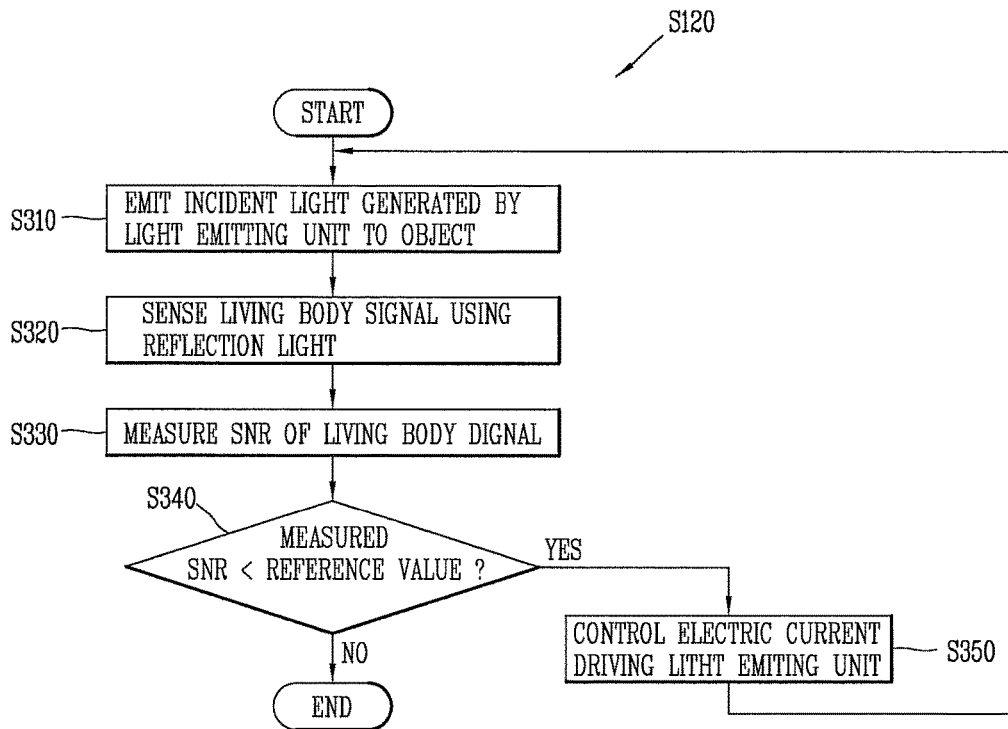 S120
START
S310
EMIT INCIDENT LIGHT GENERATED BY
LIGHT EMITTING UNIT TO OBJECT
S320
SENSE LIVING BODY SIGNAL USING
REFLECTION LIGHT
S330
MEASURE SNR OF LIVING BODY DIGNAL
S340
MEASURED
SNR < REFERENCE VALUE ?
YES
CONTROL ELECTRIC CURRENT
DRIVING LITHT EMITING UNIT
S350
NO
END